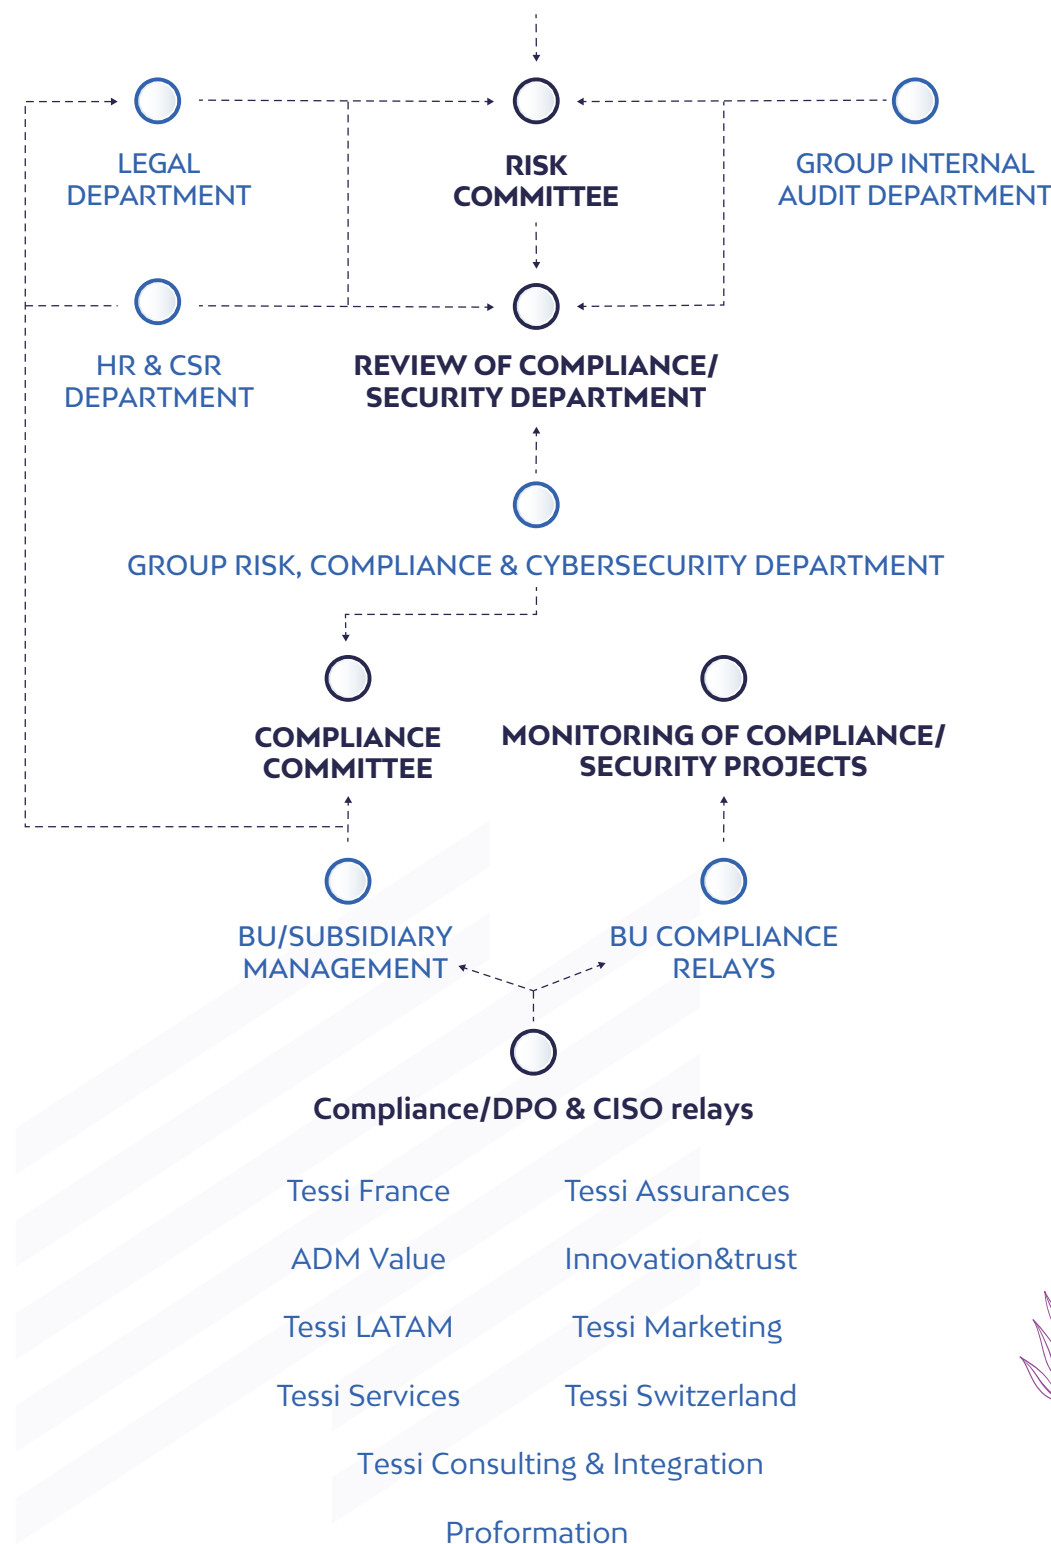 LEGAL
DEPARTMENT
RISK
COMMITTEE
GROUP INTERNAL
AUDIT DEPARTMENT
HR & CSR
DEPARTMENT
REVIEW OF COMPLIANCE/
SECURITY DEPARTMENT
GROUP RISK, COMPLIANCE & CYBERSECURITY DEPARTMENT
COMPLIANCE
COMMITTEE
MONITORING OF COMPLIANCE/
SECURITY PROJECTS
BU/SUBSIDIARY
MANAGEMENT
BU COMPLIANCE
RELAYS
Compliance/DPO & CISO relays
Tessi France
Tessi Assurances
ADM Value
Innovation&trust
Tessi LATAM
Tessi Marketing
Tessi Services
Tessi Switzerland
Tessi Consulting & Integration
Proformation